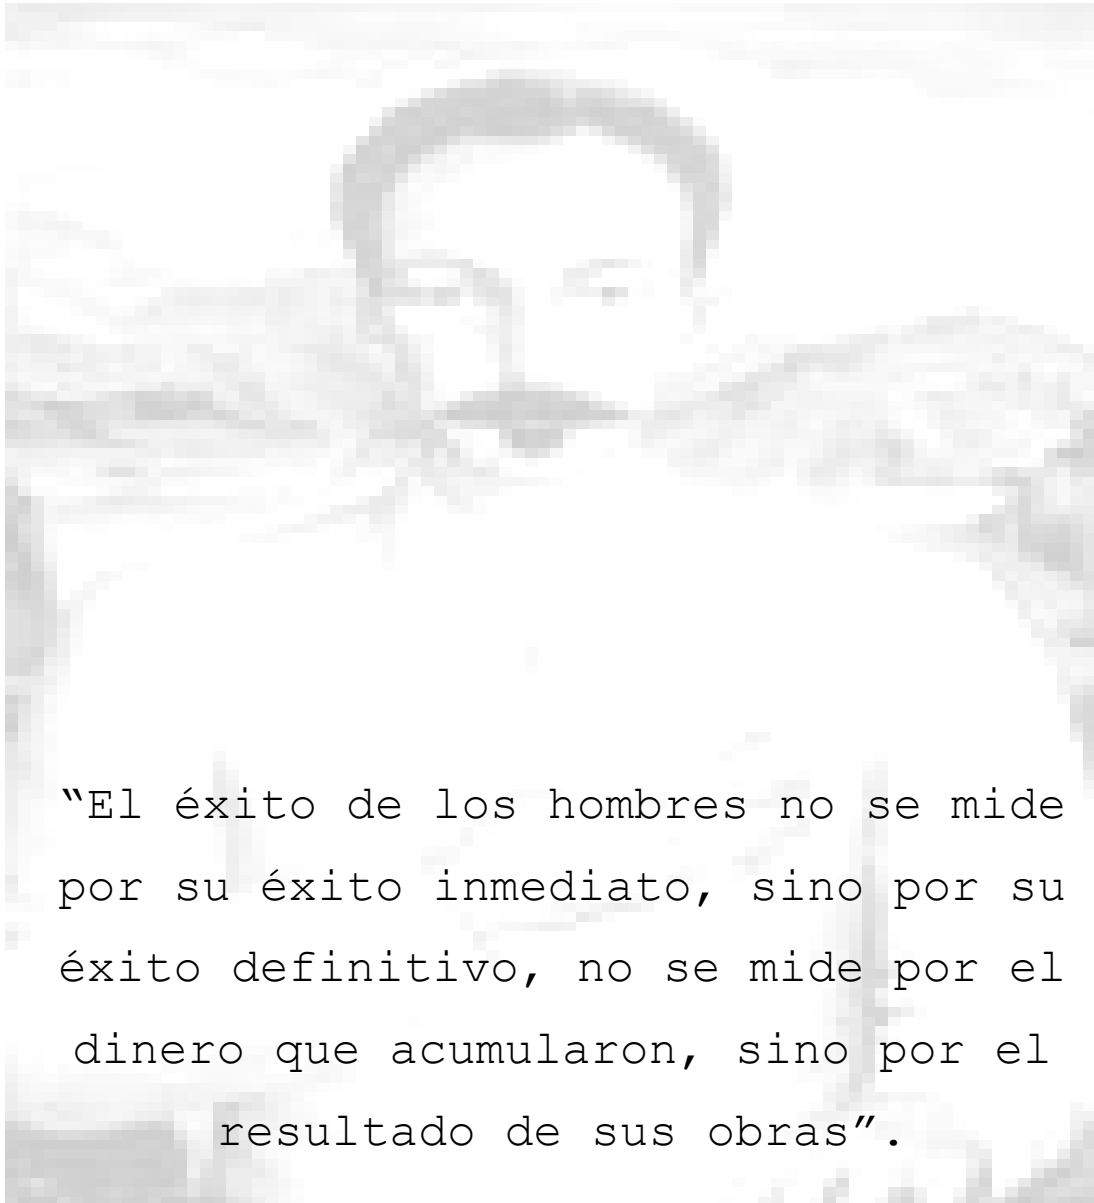 “El éxito de los hombres no se mide
por su éxito inmediato, sino por su
éxito definitivo, no se mide por el
dinero que acumularon, sino por el
resultado de sus obras”.